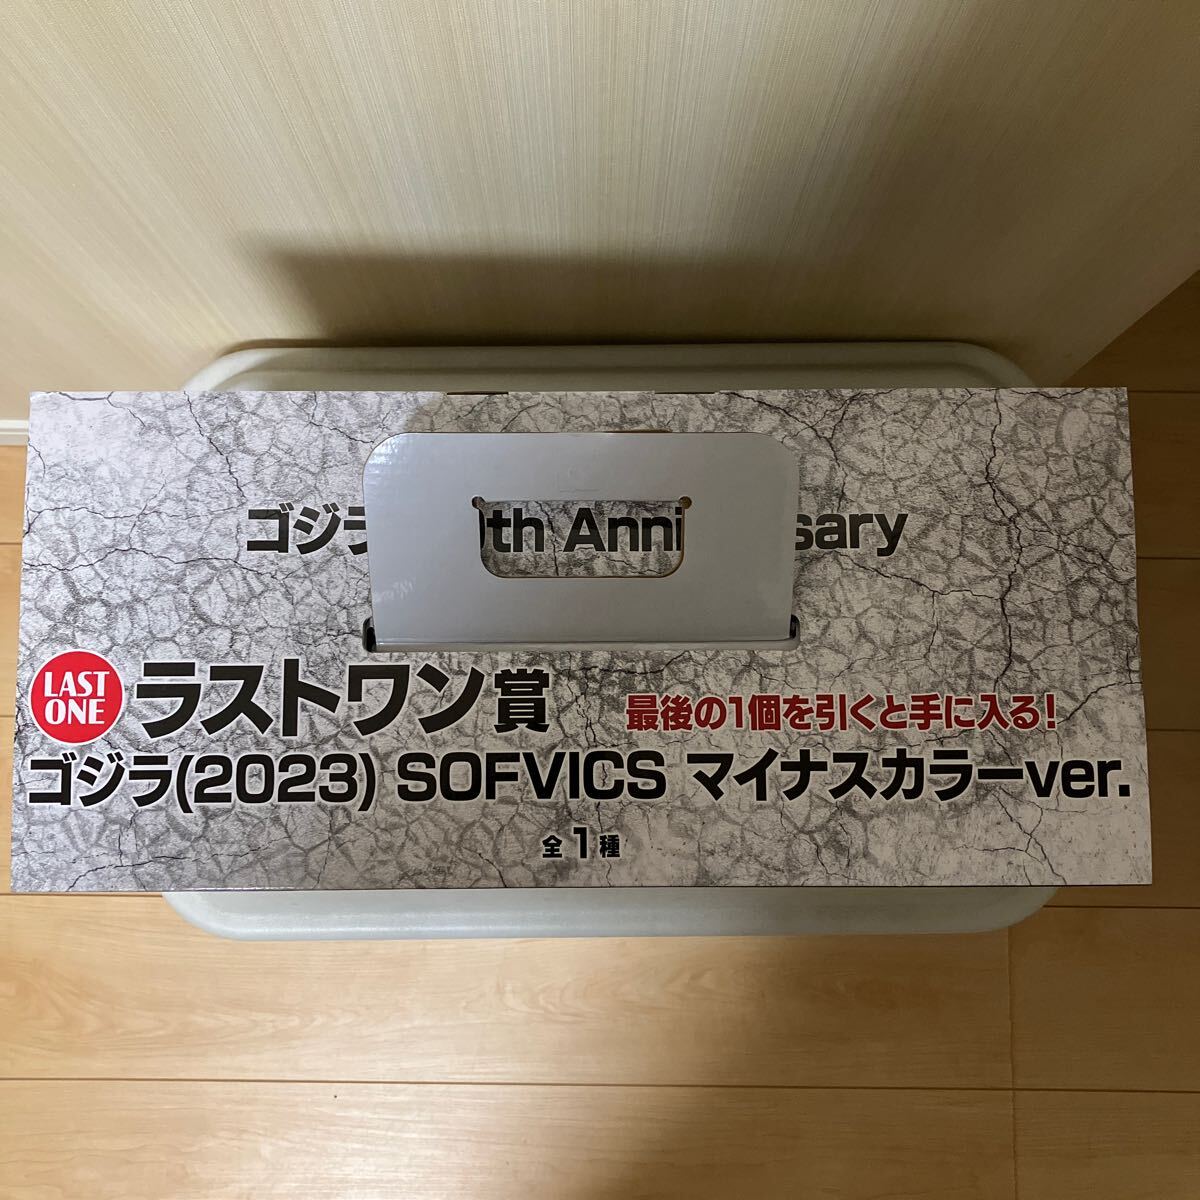 ゴジラ th Anni sary
LAST
ONE
ラストワン賞
最後の1個を引くと手に入る!
ゴジラ(2023) SOFVICS マイナスカラーver.
全1種